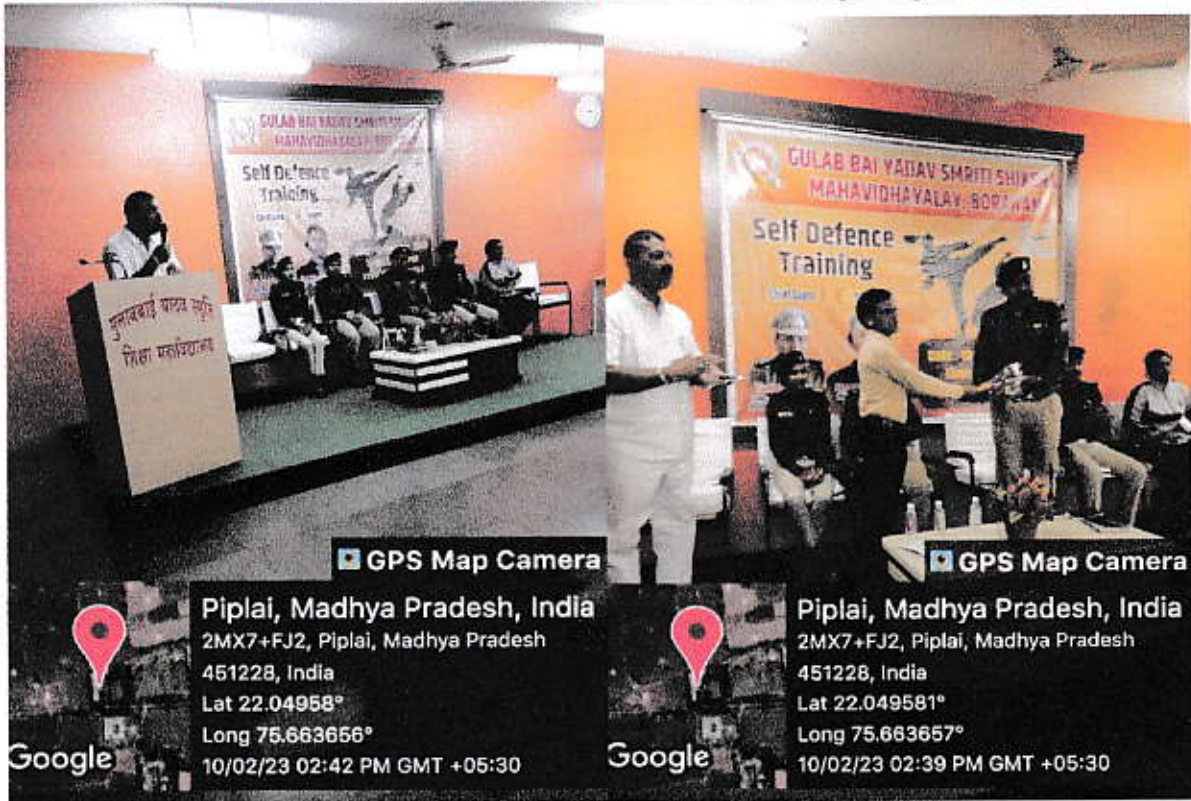 GULAB BAI YADAV SMRITI
MAHAVIDHAYALAY, BORAWAN
Self Defence
Training
गुलाबबाई यादव स्मृति
शिक्षा महाविद्यालय
GPS Map Camera
Piplai, Madhya Pradesh, India
2MX7+FJ2, Piplai, Madhya Pradesh
451228, India
Lat 22.04958°
Long 75.663656°
10/02/23 02:42 PM GMT +05:30
Google
GULAB BAI YADAV SMRITI SHIKSHA
MAHAVIDHAYALAY, BORAWAN
Self Defence
Training
Chief Guest
GPS Map Camera
Piplai, Madhya Pradesh, India
2MX7+FJ2, Piplai, Madhya Pradesh
451228, India
Lat 22.049581°
Long 75.663657°
10/02/23 02:39 PM GMT +05:30
Google